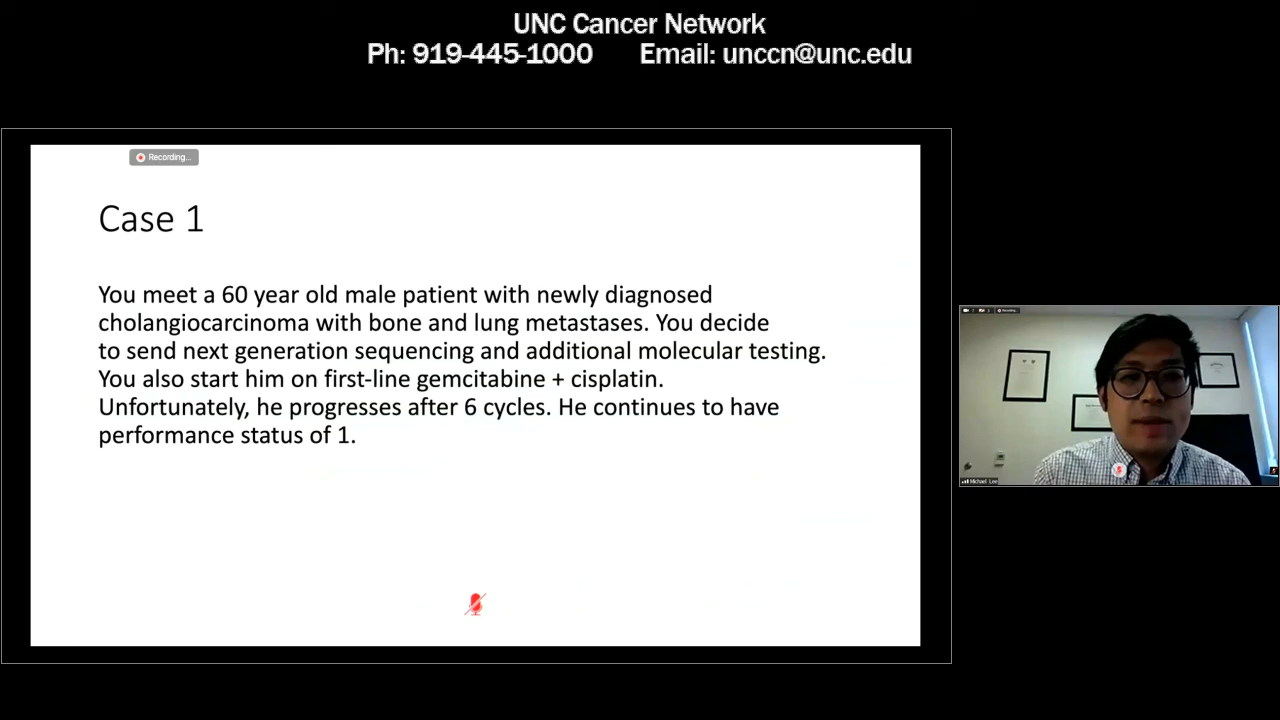 UNC Cancer Network
Ph: 919-445-1000 Email: unccn@unc.edu
Recording...
Case 1
You meet a 60 year old male patient with newly diagnosed
cholangiocarcinoma with bone and lung metastases. You decide
to send next generation sequencing and additional molecular testing.
You also start him on first-line gemcitabine + cisplatin.
Unfortunately, he progresses after 6 cycles. He continues to have
performance status of 1.
Michael Lee